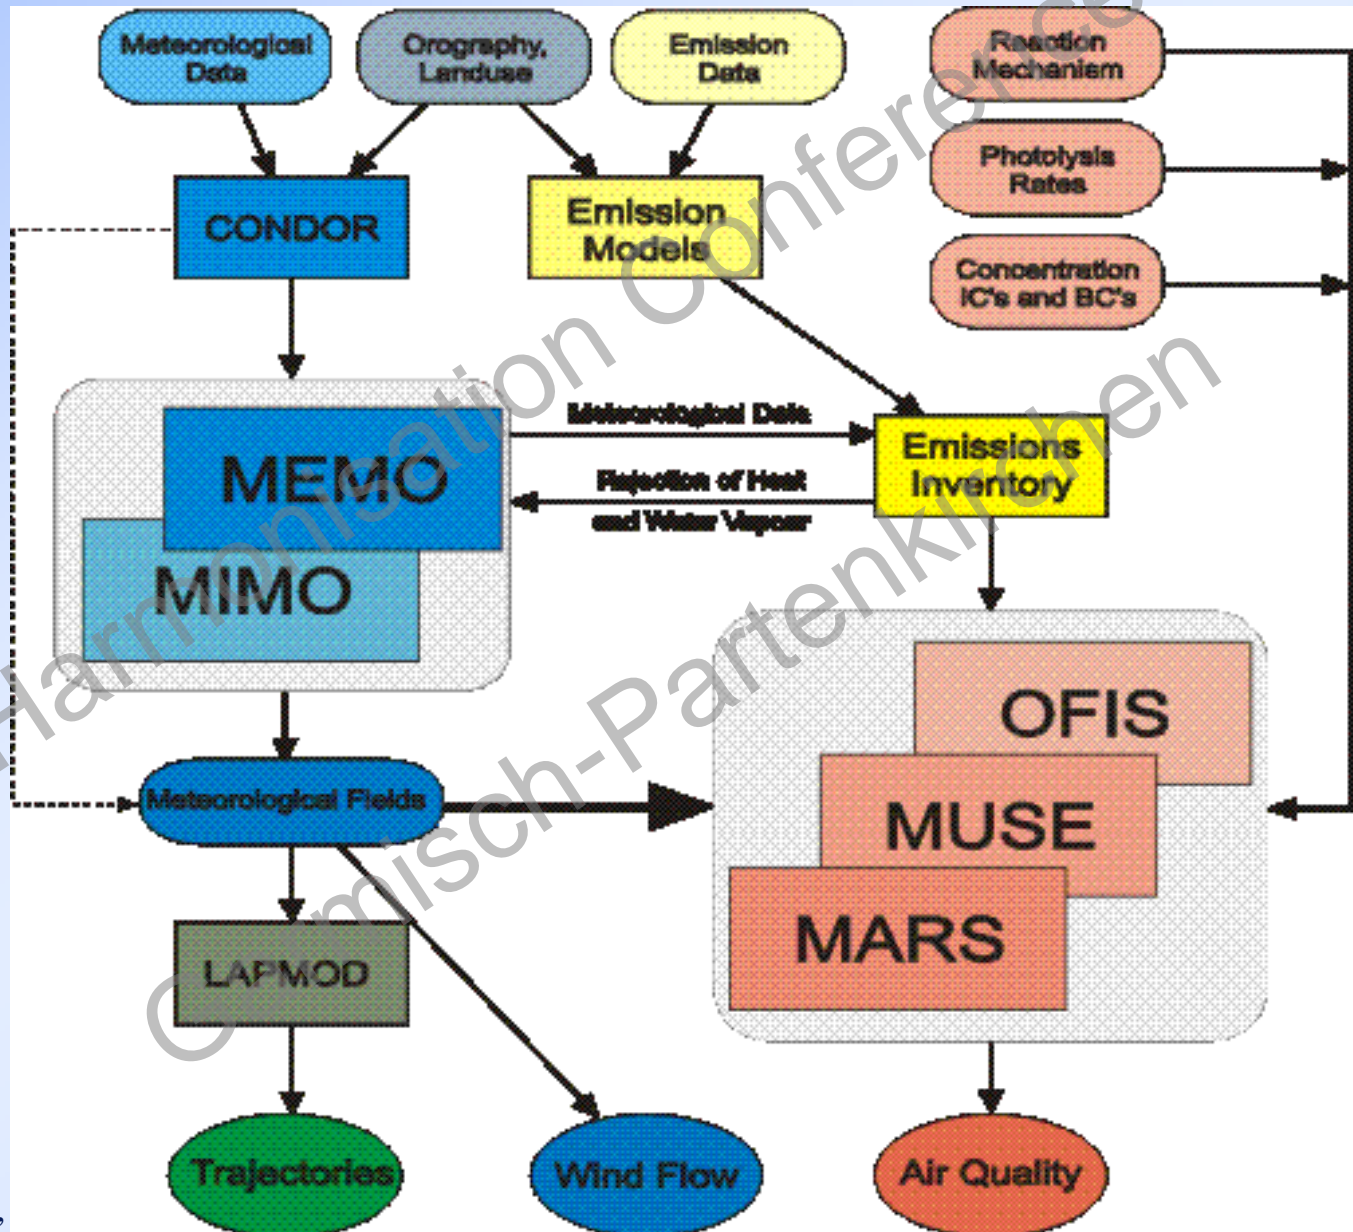 Meteorological
Data
Orography,
Landuse
Emission
Data
Reaction
Mechanism
Photolysis
Rates
Concentration
IC's and BC's
CONDOR
Emission
Models
MEMO
MIMO
Meteorological Data
Rejection of Heat
and Water Vapour
Emissions
Inventory
OFIS
MUSE
MARS
Meteorological Fields
LAPMOD
Trajectories
Wind Flow
Air Quality
Harmonisation Conference
Garmisch-Partenkirchen
,